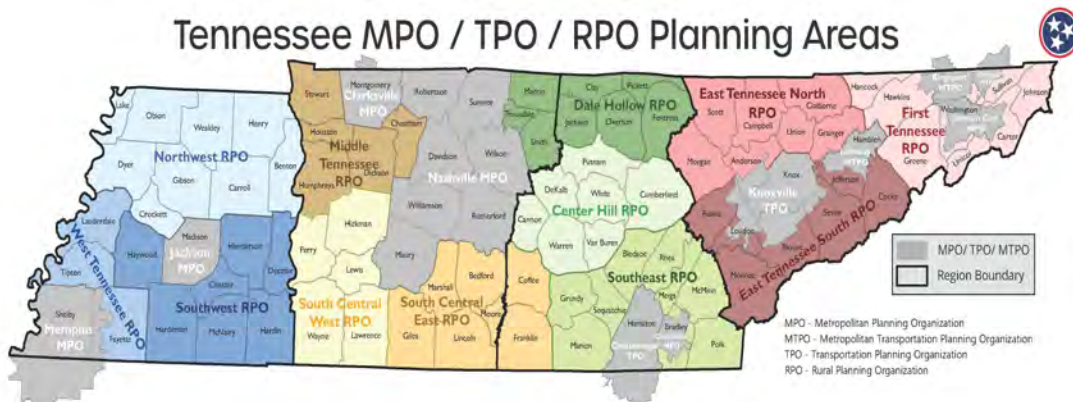 Tennessee MPO / TPO / RPO Planning Areas
Lake
Obion
Weakley
Henry
Dyer
Northwest RPO
Gibson
Carroll
Benton
Crockett
Lauderdale
Tipton
West Tennessee RPO
Haywood
Madison
Jackson MPO
Henderson
Decatur
Chester
Southwest RPO
Shelby
Memphis MPO
Fayette
Hardeman
McNairy
Hardin
Stewart
Montgomery
Clarksville MPO
Robertson
Sumner
Houston
Cheatham
Middle Tennessee RPO
Dickson
Humphreys
Davidson
Wilson
Nashville MPO
Williamson
Rutherford
Hickman
Perry
Lewis
Maury
South Central West RPO
Wayne
Lawrence
Marshall
Bedford
Moore
South Central East RPO
Giles
Lincoln
Coffee
Franklin
Macon
Trousdale
Smith
Clay
Pickett
Dale Hollow RPO
Jackson
Overton
Fentress
Putnam
DeKalb
White
Cumberland
Cannon
Center Hill RPO
Warren
Van Buren
Bledsoe
Rhea
Southeast RPO
Meigs
McMinn
Grundy
Sequatchie
Hamilton
Bradley
Marion
Polk
East Tennessee North RPO
Scott
Campbell
Claiborne
Union
Grainger
Morgan
Anderson
Hamblen
Knox
Knoxville TPO
Jefferson
Cocke
Sevier
Loudon
Monroe
East Tennessee South RPO
Hancock
Hawkins
First Tennessee RPO
Greene
Washington
Sullivan
Johnson
Carter
Unicoi
MPO/ TPO/ MTPO
Region Boundary
MPO - Metropolitan Planning Organization
MTPO - Metropolitan Transportation Planning Organization
TPO - Transportation Planning Organization
RPO - Rural Planning Organization